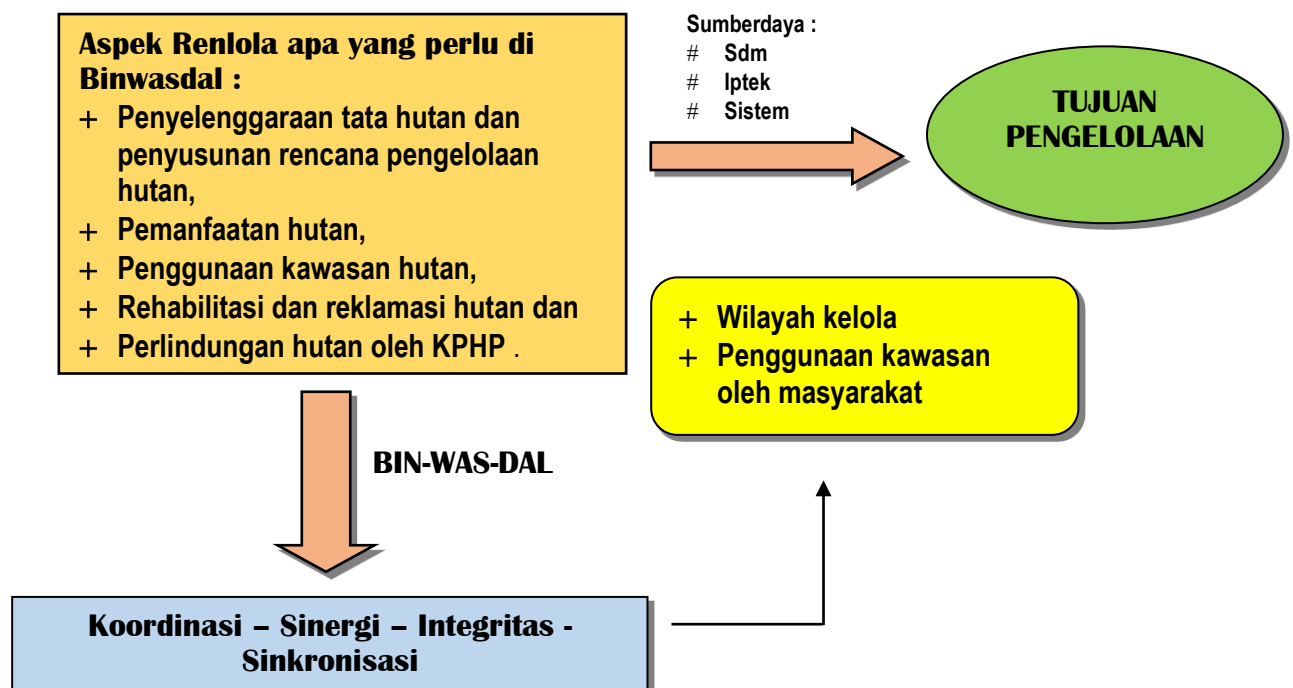 Aspek Renlola apa yang perlu di
Binwasdal :
+ Penyelenggaraan tata hutan dan
penyusunan rencana pengelolaan
hutan,
+ Pemanfaatan hutan,
+ Penggunaan kawasan hutan,
+ Rehabilitasi dan reklamasi hutan dan
+ Perlindungan hutan oleh KPHP .
Sumberdaya :
# Sdm
# Iptek
# Sistem
TUJUAN
PENGELOLAAN
+ Wilayah kelola
+ Penggunaan kawasan
oleh masyarakat
BIN-WAS-DAL
Koordinasi – Sinergi – Integritas -
Sinkronisasi